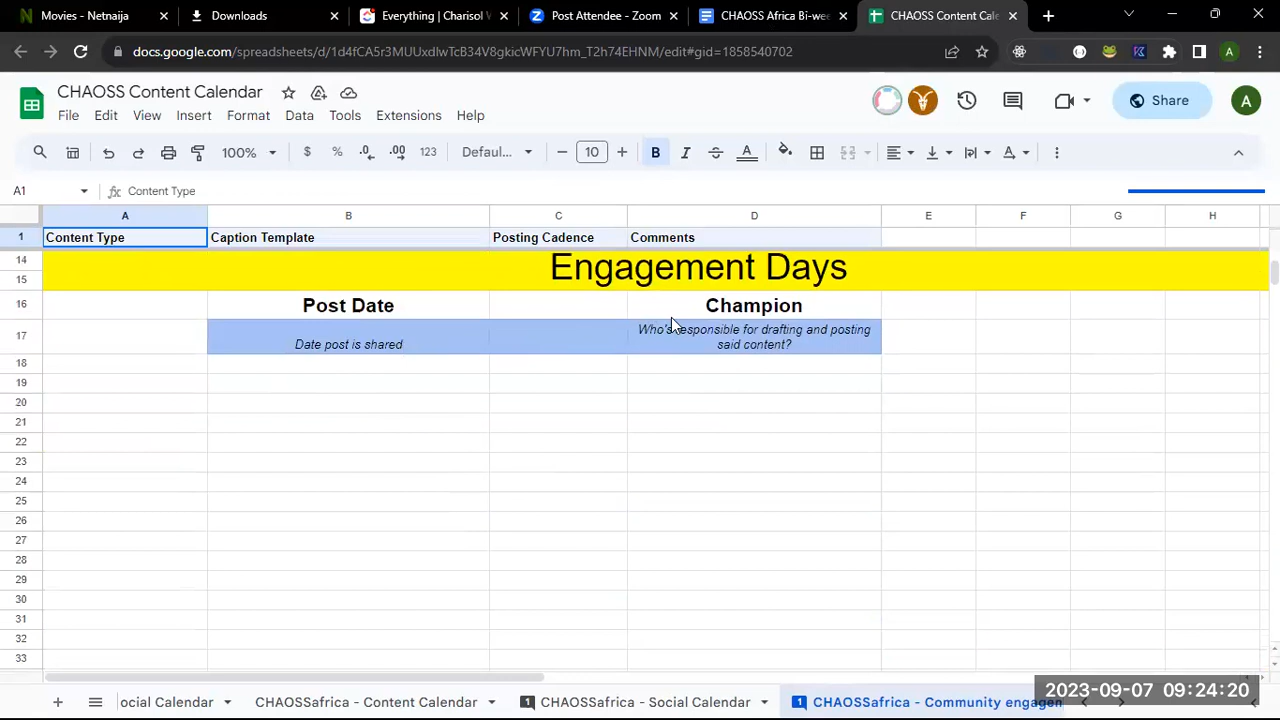 Movies - Netnaija
Downloads
Everything | Charisol W
Post Attendee - Zoom
CHAOSS Africa Bi-wee
CHAOSS Content Cale
docs.google.com/spreadsheets/d/1d4fCA5r3MUUxdlwTcB34V8gkicWFYU7hm_T2h74EHNM/edit#gid=1858540702
CHAOSS Content Calendar
File Edit View Insert Format Data Tools Extensions Help
Share
A
100% $ % .0 .00 123 Defaul... 10 B I S A
A1 fx Content Type
A B C D E F G H
1 Content Type Caption Template Posting Cadence Comments
14
15
Engagement Days
16 Post Date Champion
17 Date post is shared Who's responsible for drafting and posting said content?
18
19
20
21
22
23
24
25
26
27
28
29
30
31
32
33
ocial Calendar CHAOSSafrica - Content Calendar 1 CHAOSSafrica - Social Calendar 1 CHAOSSafrica - Community engagen
2023-09-07 09:24:20